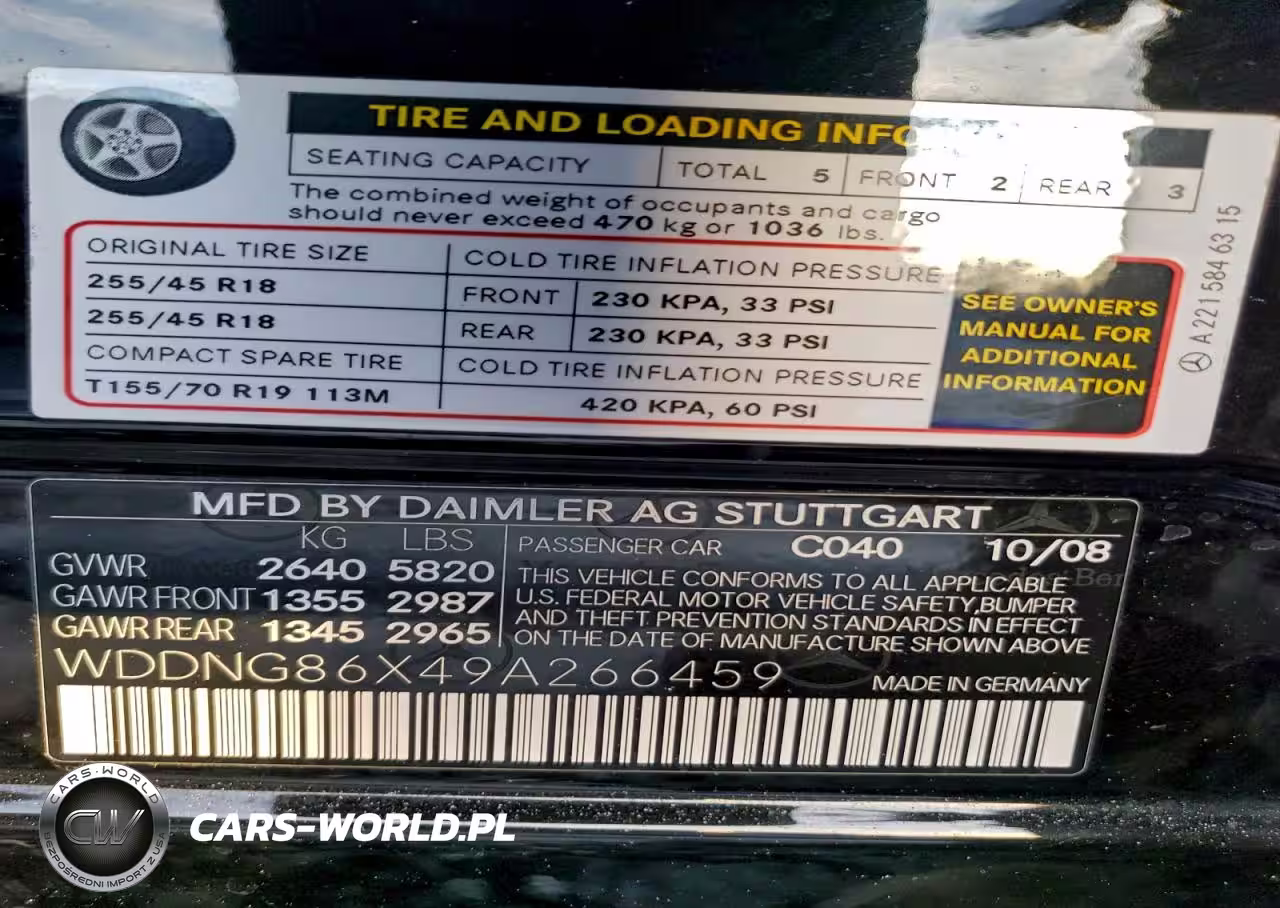 TIRE AND LOADING INFO
SEATING CAPACITY TOTAL 5 FRONT 2 REAR 3
The combined weight of occupants and cargo
should never exceed 470 kg or 1036 lbs.
ORIGINAL TIRE SIZE COLD TIRE INFLATION PRESSURE
255/45 R18 FRONT 230 KPA, 33 PSI
255/45 R18 REAR 230 KPA, 33 PSI
COMPACT SPARE TIRE COLD TIRE INFLATION PRESSURE
T155/70 R19 113M 420 KPA, 60 PSI
SEE OWNER'S
MANUAL FOR
ADDITIONAL
INFORMATION
A 221 584 63 15
MFD BY DAIMLER AG STUTTGART
KG LBS
GVWR 2640 5820
GAWR FRONT 1355 2987
GAWR REAR 1345 2965
PASSENGER CAR C040 10/08
THIS VEHICLE CONFORMS TO ALL APPLICABLE
U.S. FEDERAL MOTOR VEHICLE SAFETY,BUMPER
AND THEFT PREVENTION STANDARDS IN EFFECT
ON THE DATE OF MANUFACTURE SHOWN ABOVE
WDDNG86X49A266459
MADE IN GERMANY
CARS-WORLD
CW
BEZPOŚREDNI IMPORT Z USA
CARS-WORLD.PL